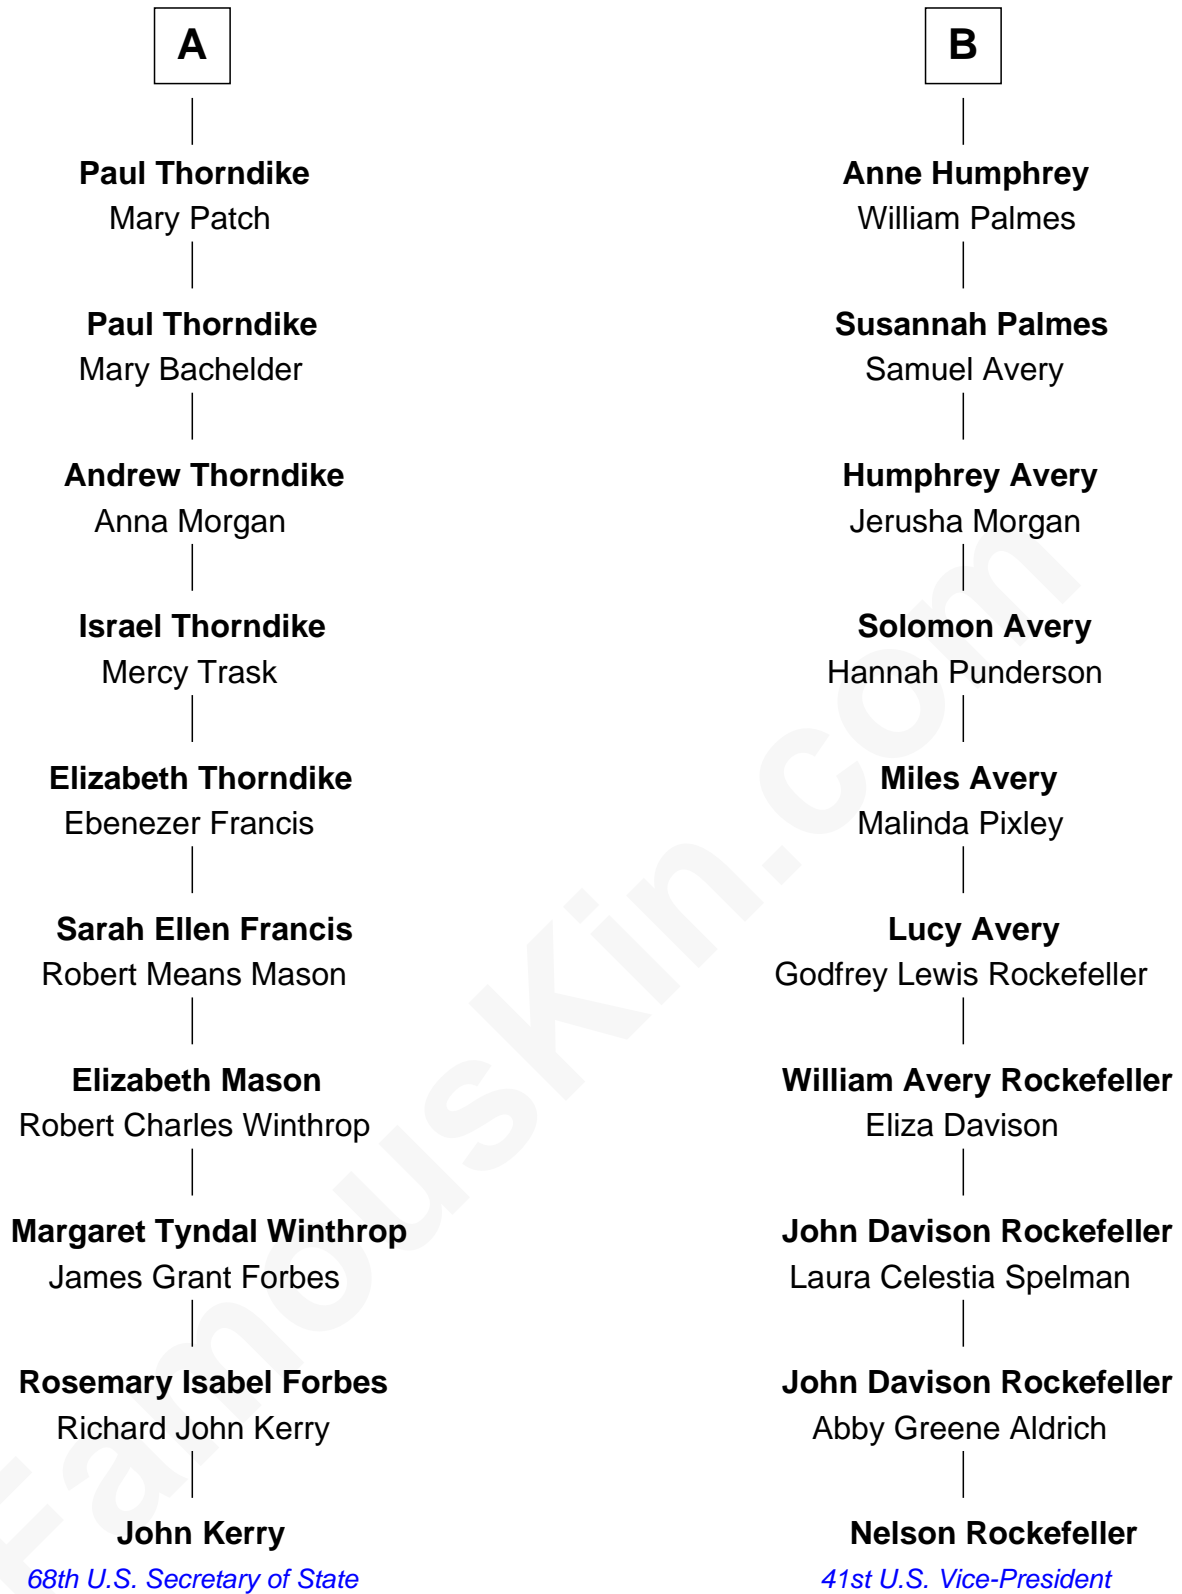 A
Paul Thorndike
Mary Patch
Paul Thorndike
Mary Bachelder
Andrew Thorndike
Anna Morgan
Israel Thorndike
Mercy Trask
Elizabeth Thorndike
Ebenezer Francis
Sarah Ellen Francis
Robert Means Mason
Elizabeth Mason
Robert Charles Winthrop
Margaret Tyndal Winthrop
James Grant Forbes
Rosemary Isabel Forbes
Richard John Kerry
John Kerry
68th U.S. Secretary of State
B
Anne Humphrey
William Palmes
Susannah Palmes
Samuel Avery
Humphrey Avery
Jerusha Morgan
Solomon Avery
Hannah Punderson
Miles Avery
Malinda Pixley
Lucy Avery
Godfrey Lewis Rockefeller
William Avery Rockefeller
Eliza Davison
John Davison Rockefeller
Laura Celestia Spelman
John Davison Rockefeller
Abby Greene Aldrich
Nelson Rockefeller
41st U.S. Vice-President
FamousKin.com